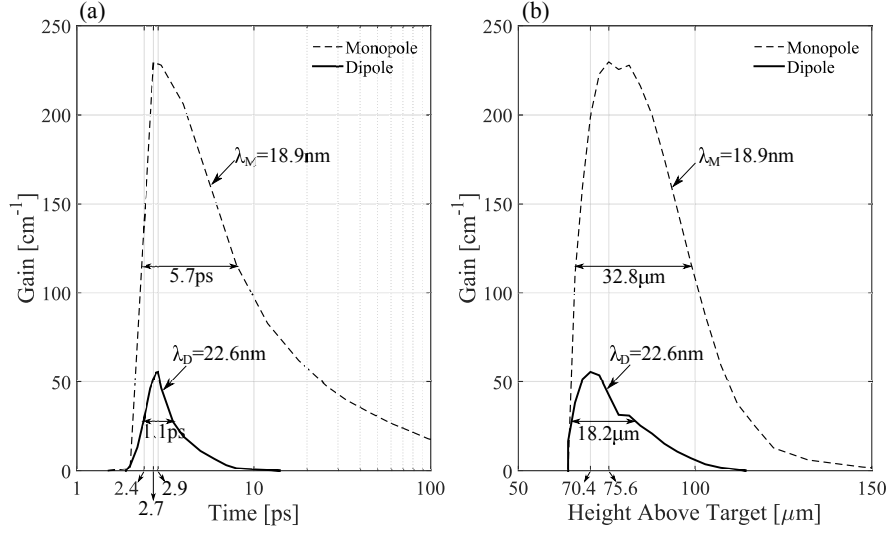 (a)
250
200
150
100
50
0
Gain [cm⁻¹]
Monopole
Dipole
λM=18.9nm
5.7ps
λD=22.6nm
1.1ps
1
2.4
2.7
2.9
10
100
Time [ps]
(b)
250
200
150
100
50
0
Gain [cm⁻¹]
Monopole
Dipole
λM=18.9nm
32.8μm
λD=22.6nm
18.2μm
50
70.4
75.6
100
150
Height Above Target [μm]